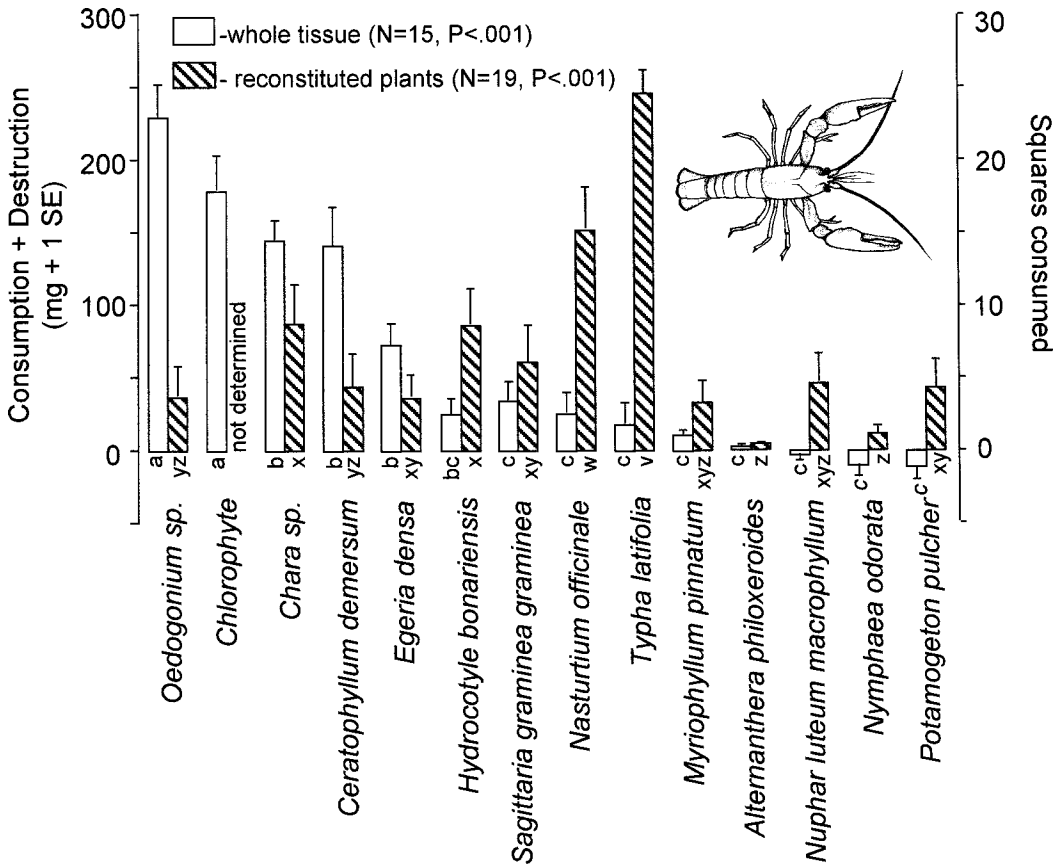 300
200
100
0
Consumption + Destruction
(mg + 1 SE)
-whole tissue (N=15, P<.001)
- reconstituted plants (N=19, P<.001)
30
20
10
0
Squares consumed
not determined
a
yz
a
b
x
b
yz
b
xy
bc
x
c
xy
c
w
c
v
c
xyz
c
z
c
xyz
c
z
c
xy
Oedogonium sp.
Chlorophyte
Chara sp.
Ceratophyllum demersum
Egeria densa
Hydrocotyle bonariensis
Sagittaria graminea graminea
Nasturtium officinale
Typha latifolia
Myriophyllum pinnatum
Alternanthera philoxeroides
Nuphar luteum macrophyllum
Nymphaea odorata
Potamogeton pulcher